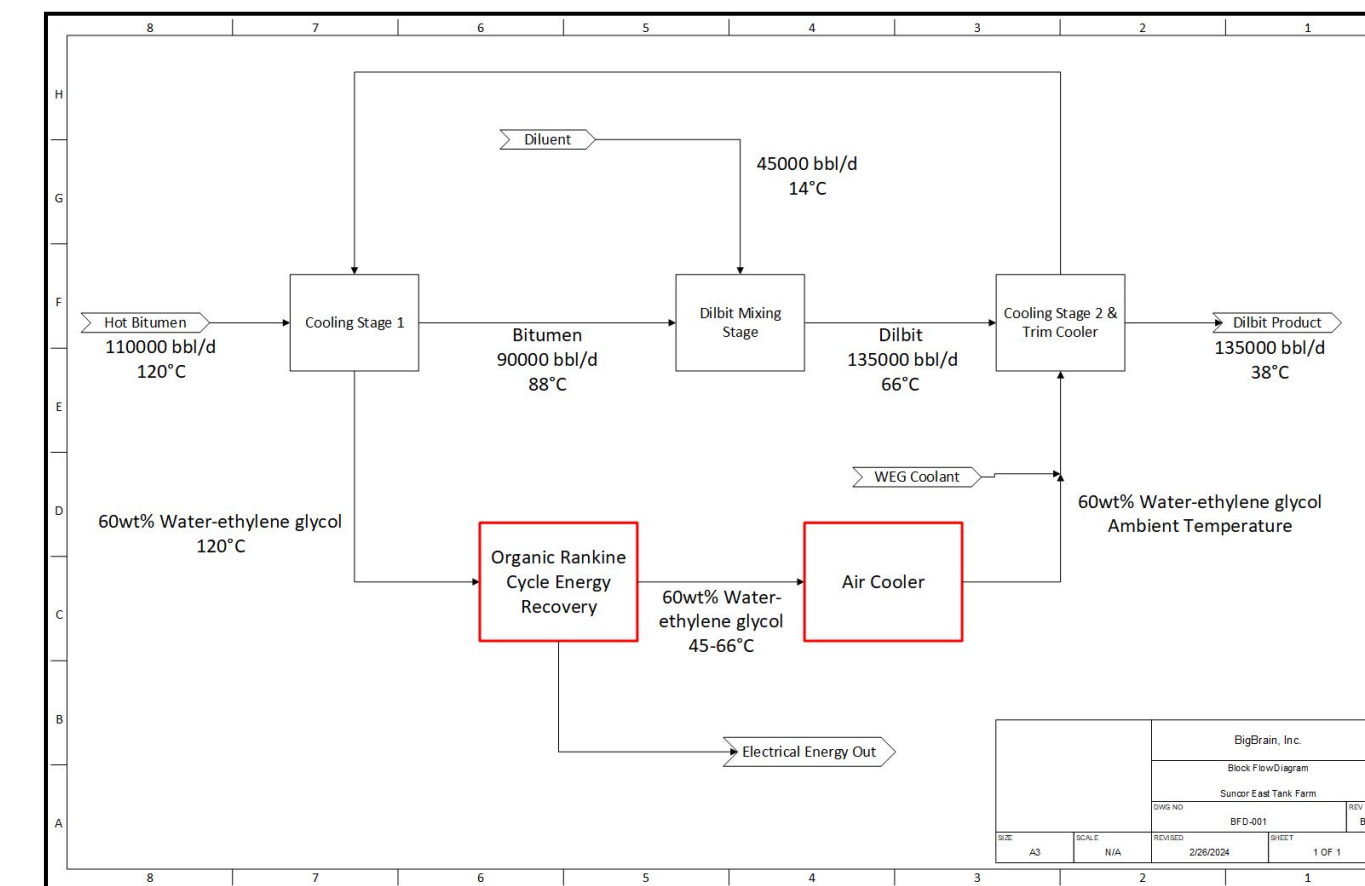 8 7 6 5 4 3 2 1
H
Diluent
45000 bbl/d
14°C
G
F
Hot Bitumen
110000 bbl/d
120°C
Cooling Stage 1
Bitumen
90000 bbl/d
88°C
Dilbit Mixing
Stage
Dilbit
135000 bbl/d
66°C
Cooling Stage 2 &
Trim Cooler
Dilbit Product
135000 bbl/d
38°C
E
WEG Coolant
D
60wt% Water-ethylene glycol
120°C
60wt% Water-ethylene glycol
Ambient Temperature
Organic Rankine
Cycle Energy
Recovery
60wt% Water-
ethylene glycol
45-66°C
Air Cooler
C
B
Electrical Energy Out
A
BigBrain, Inc.
Block Flow Diagram
Suncor East Tank Farm
DWG NO
BFD-001
REV
B
SIZE
A3
SCALE
N/A
REVISED
2/26/2024
SHEET
1 OF 1
8 7 6 5 4 3 2 1